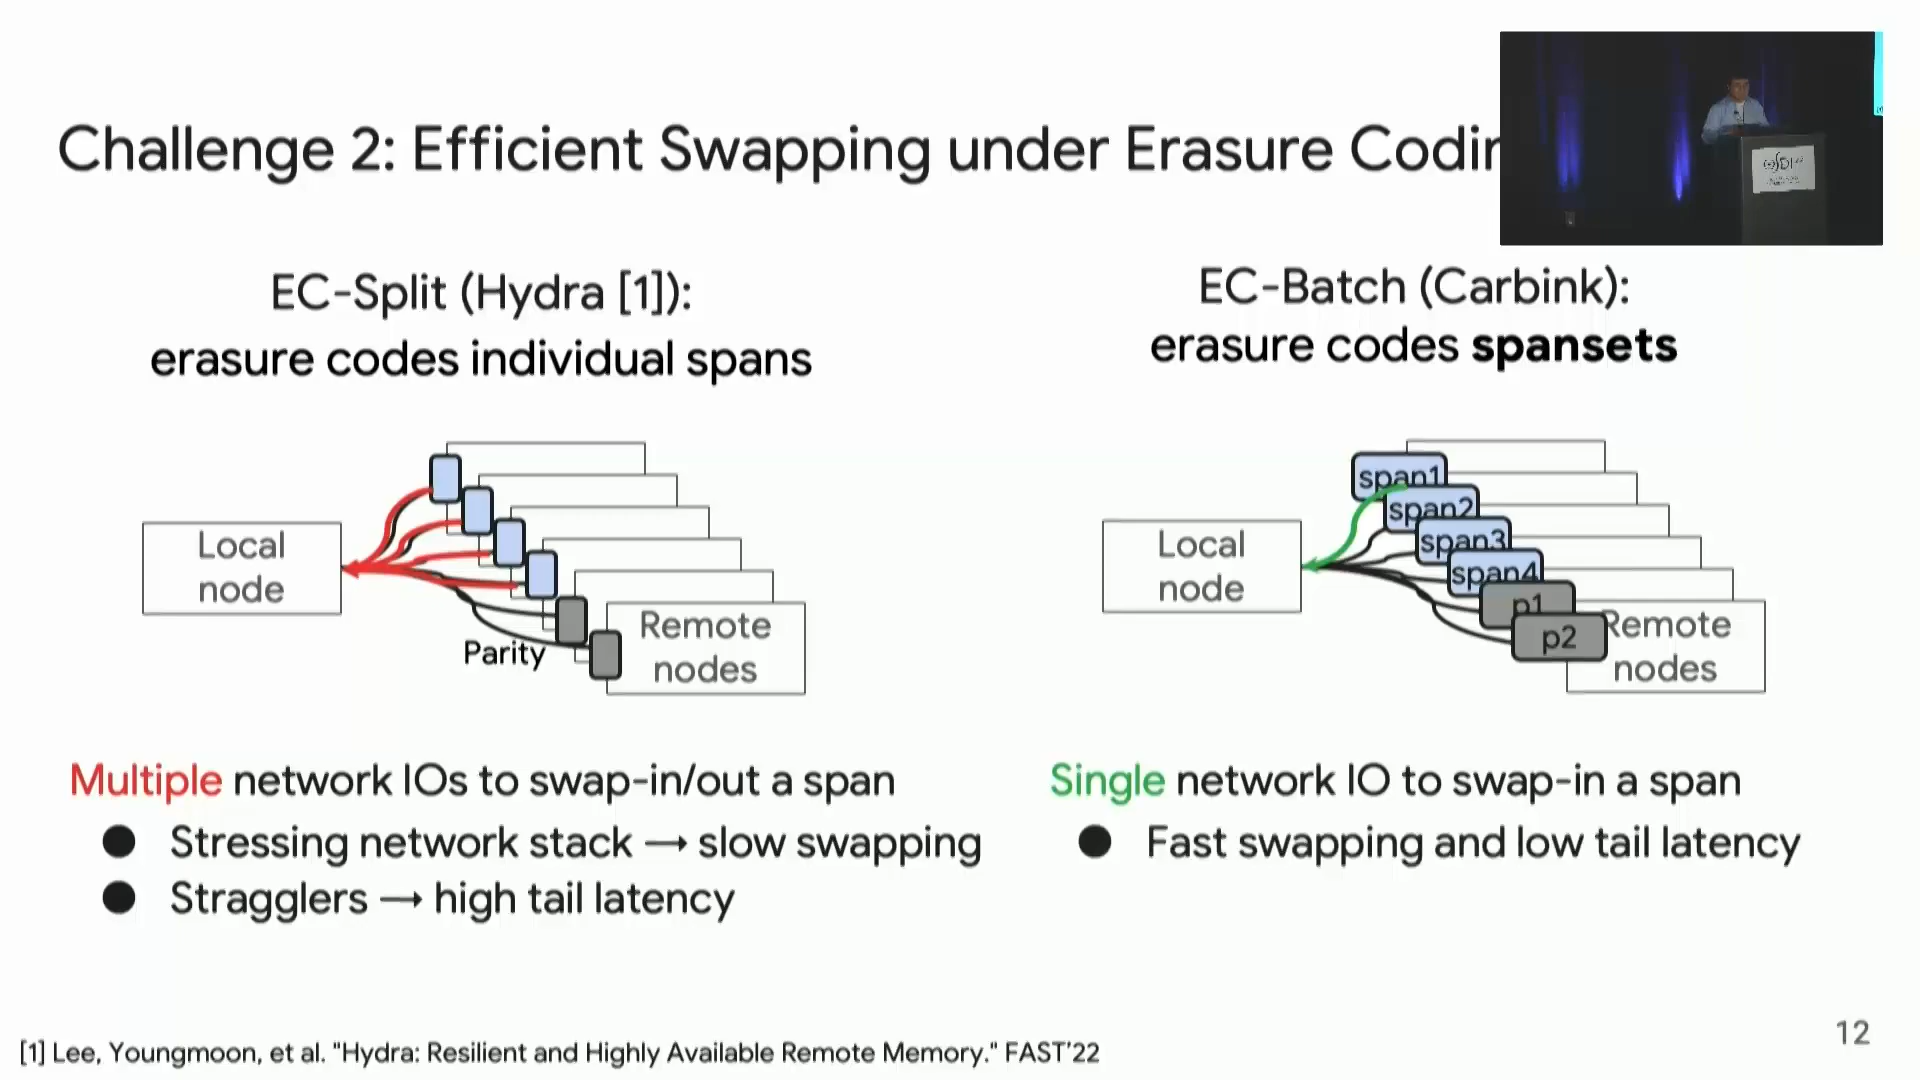 Challenge 2: Efficient Swapping under Erasure Codin
EC-Split (Hydra [1]):
erasure codes individual spans
Local
node
Parity
Remote
nodes
Multiple network IOs to swap-in/out a span
● Stressing network stack → slow swapping
● Stragglers → high tail latency
EC-Batch (Carbink):
erasure codes spansets
Local
node
span1
span2
span3
span4
p1
p2
Remote
nodes
Single network IO to swap-in a span
● Fast swapping and low tail latency
[1] Lee, Youngmoon, et al. "Hydra: Resilient and Highly Available Remote Memory." FAST'22
12